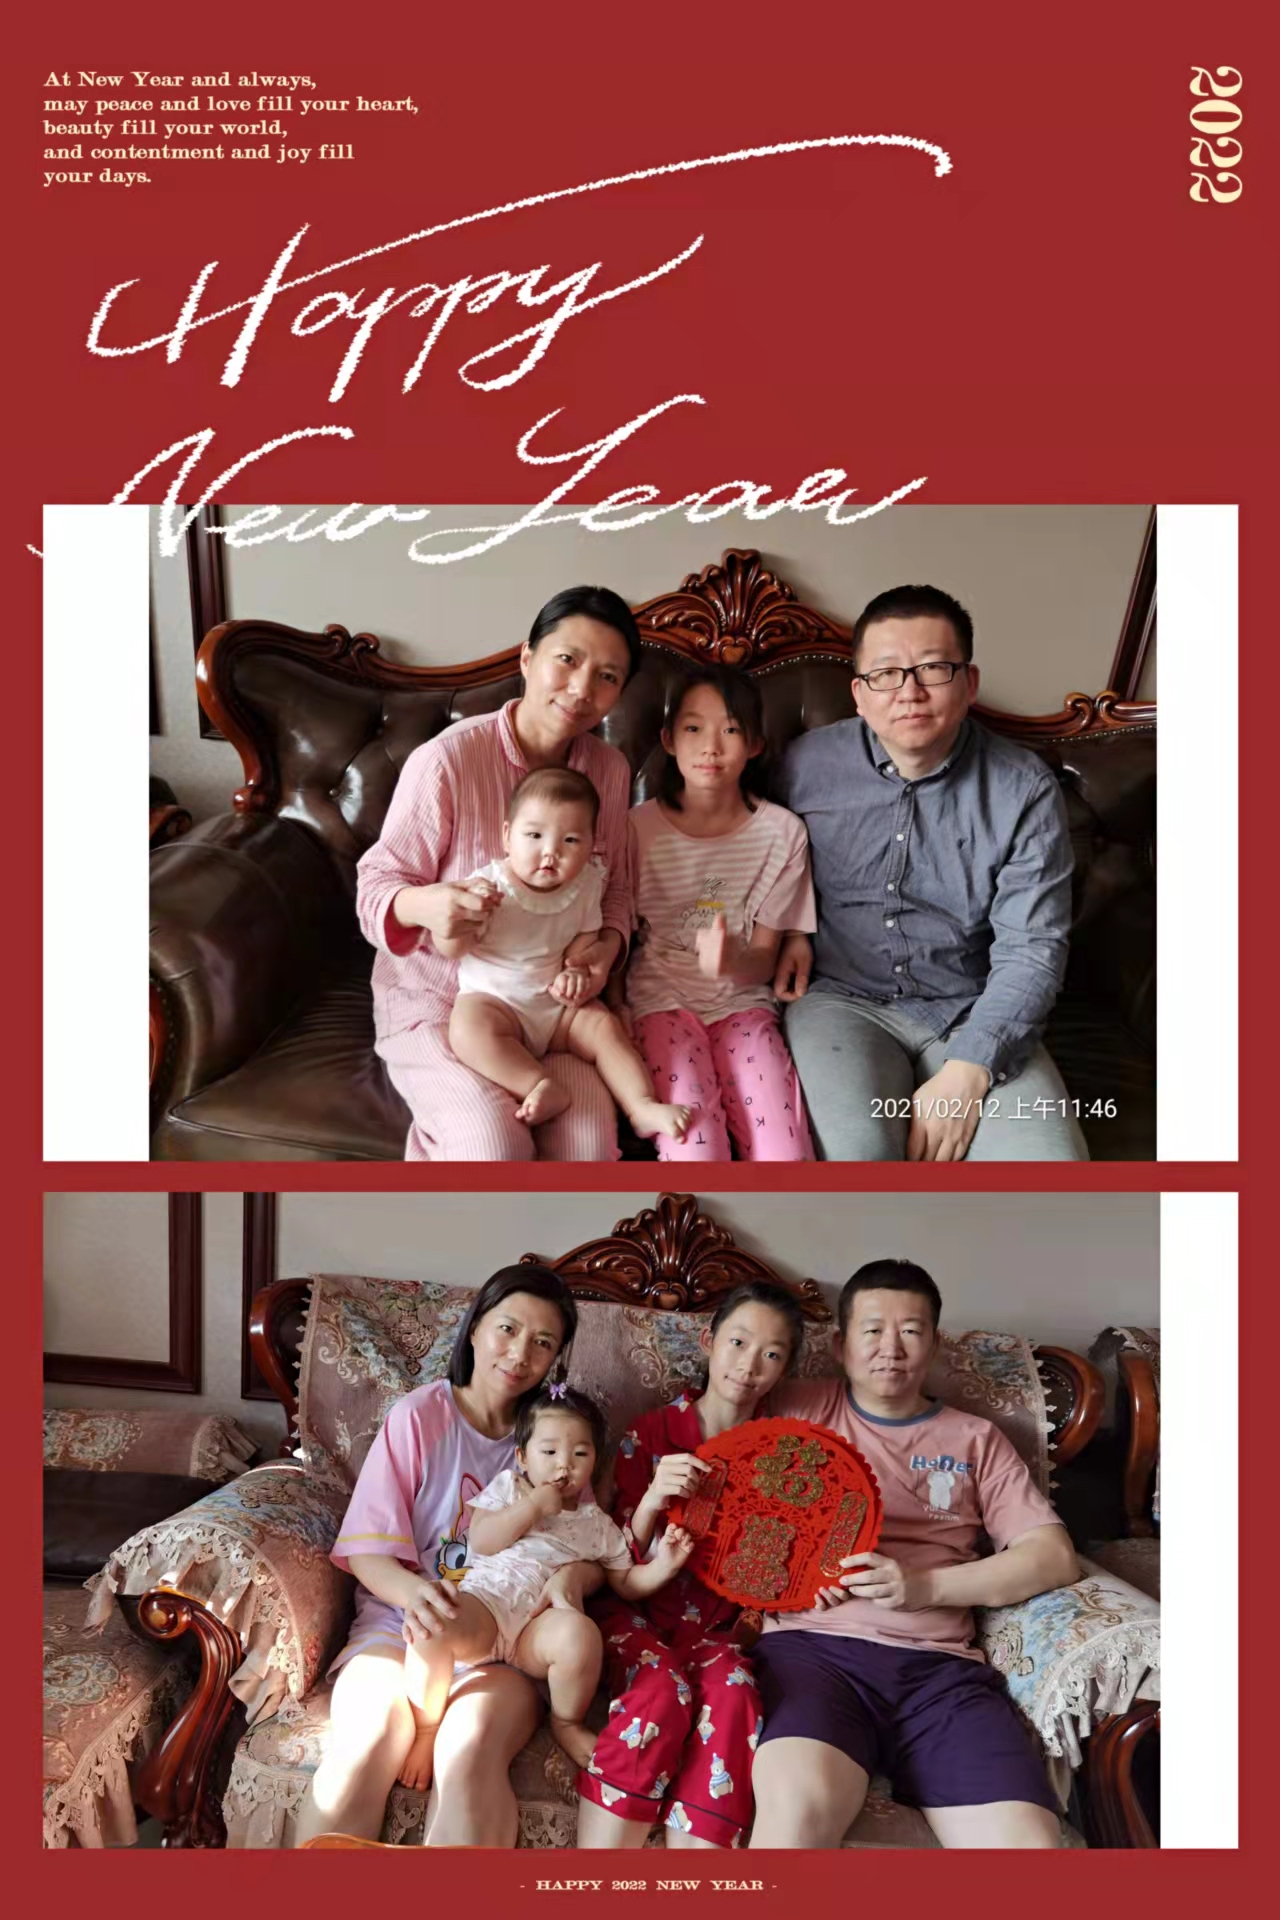 At New Year and always,
may peace and love fill your heart,
beauty fill your world,
and contentment and joy fill
your days.
2022
Happy
New Year
2021/02/12 上午11:46
福
- HAPPY 2022 NEW YEAR -